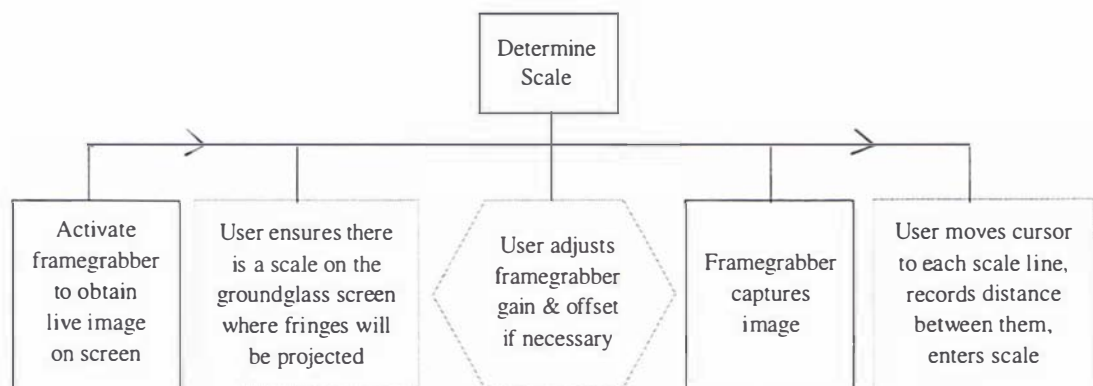 Determine
Scale
Activate
framegrabber
to obtain
live image
on screen
User ensures there
is a scale on the
groundglass screen
where fringes will
be projected
User adjusts
framegrabber
gain & offset
if necessary
Framegrabber
captures
image
User moves cursor
to each scale line,
records distance
between them,
enters scale